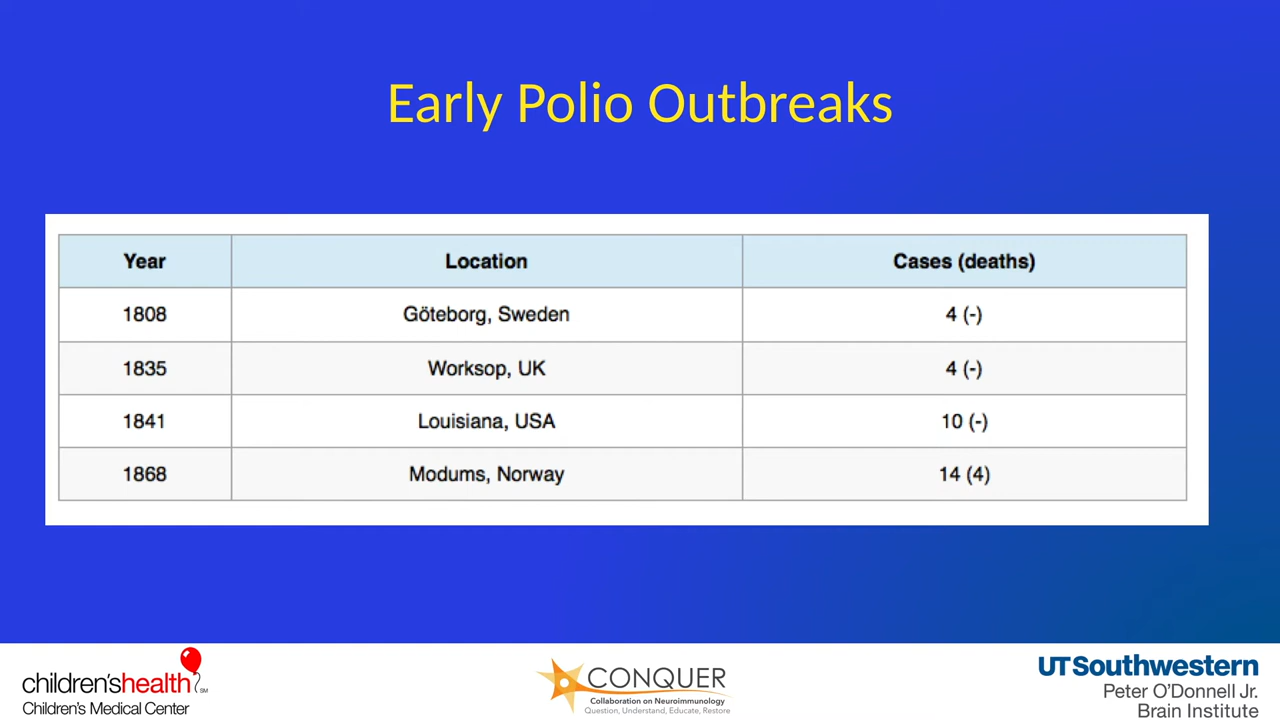 Early Polio Outbreaks
Year Location Cases (deaths)
1808 Göteborg, Sweden 4 (-)
1835 Worksop, UK 4 (-)
1841 Louisiana, USA 10 (-)
1868 Modums, Norway 14 (4)
children'shealth SM
Children's Medical Center
CONQUER
Collaboration on Neuroimmunology
Question, Understand, Educate, Restore
UTSouthwestern
Peter O'Donnell Jr.
Brain Institute